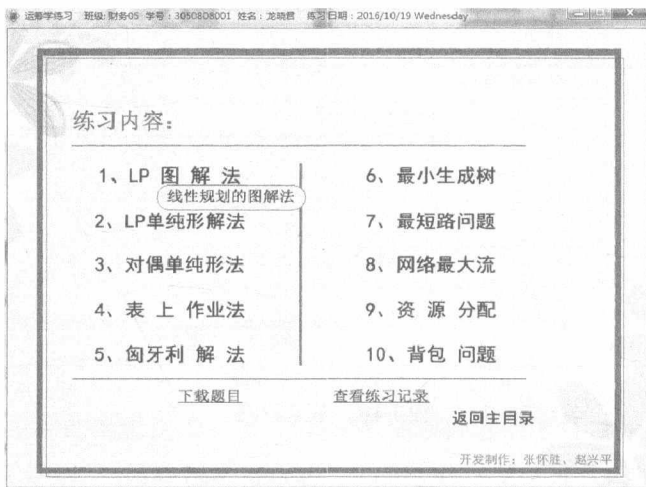 运筹学练习 班级:财务05 学号:3050808001 姓名:龙晓君 练习日期:2016/10/19 Wednesday
练习内容:
1、LP 图 解 法
线性规划的图解法
2、LP单纯形解法
3、对偶单纯形法
4、表 上 作业法
5、匈牙利 解 法
6、最小生成树
7、最短路问题
8、网络最大流
9、资 源 分配
10、背包 问题
下载题目 查看练习记录
返回主目录
开发制作:张怀胜、赵兴平